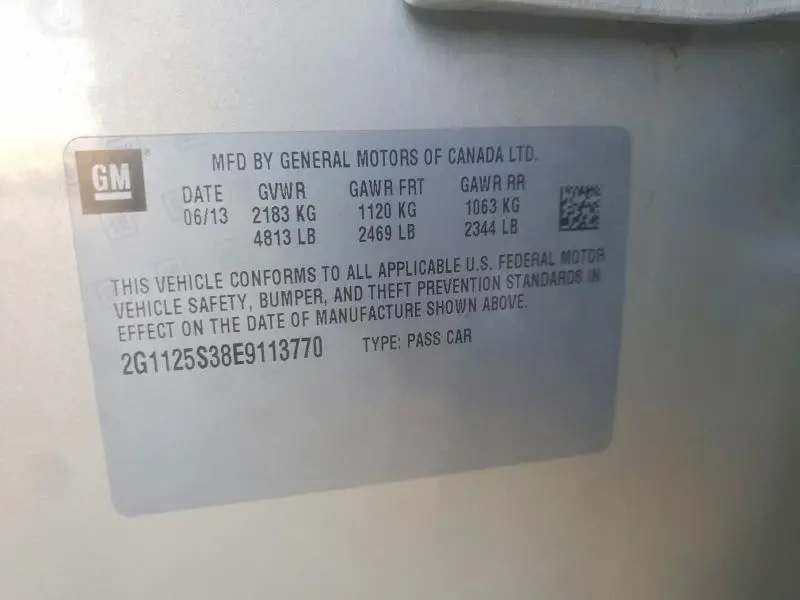 GM
MFD BY GENERAL MOTORS OF CANADA LTD.
DATE GVWR GAWR FRT GAWR RR
06/13 2183 KG 1120 KG 1063 KG
4813 LB 2469 LB 2344 LB
THIS VEHICLE CONFORMS TO ALL APPLICABLE U.S. FEDERAL MOTOR
VEHICLE SAFETY, BUMPER, AND THEFT PREVENTION STANDARDS IN
EFFECT ON THE DATE OF MANUFACTURE SHOWN ABOVE.
2G1125S38E9113770 TYPE: PASS CAR